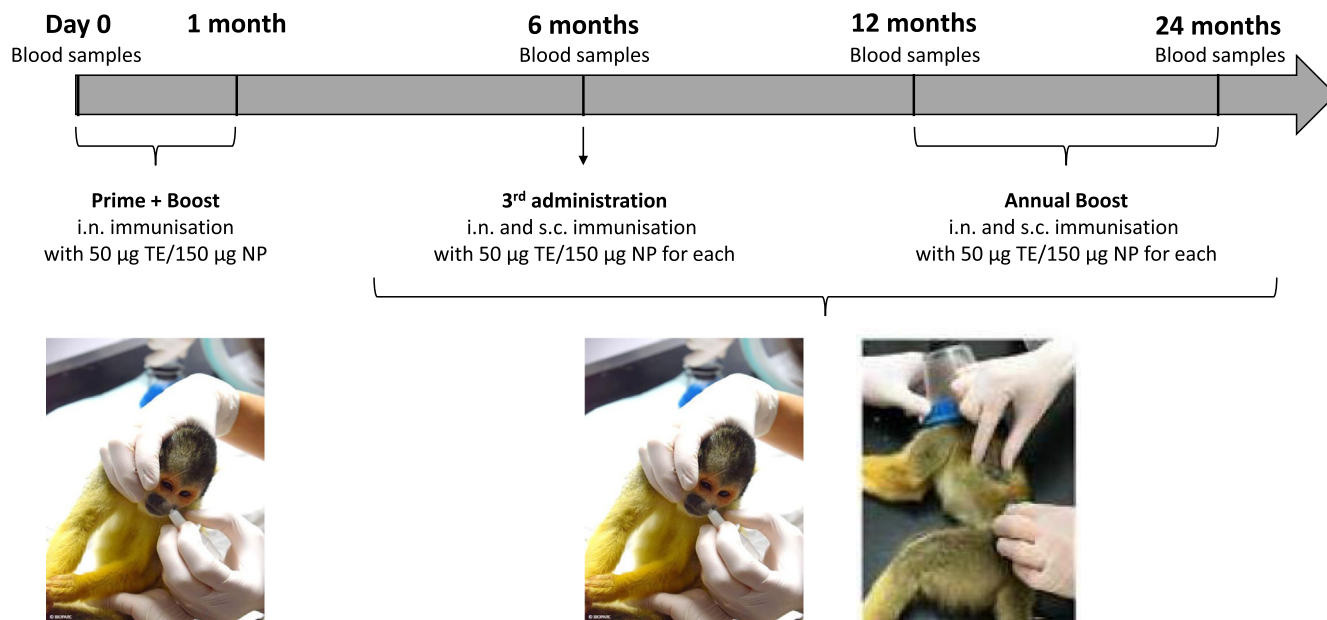 Day 0
Blood samples
1 month
6 months
Blood samples
12 months
Blood samples
24 months
Blood samples
Prime + Boost
i.n. immunisation
with 50 µg TE/150 µg NP
3rd administration
i.n. and s.c. immunisation
with 50 µg TE/150 µg NP for each
Annual Boost
i.n. and s.c. immunisation
with 50 µg TE/150 µg NP for each
© BIOPARC
© BIOPARC